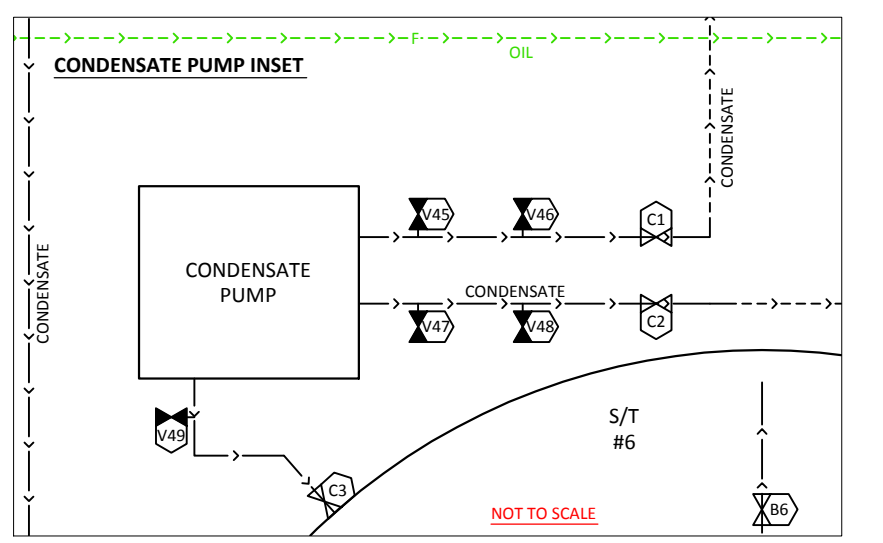 F
OIL
CONDENSATE PUMP INSET
CONDENSATE
V45
V46
C1
CONDENSATE
CONDENSATE
PUMP
CONDENSATE
V47
V48
C2
V49
S/T
#6
C3
NOT TO SCALE
B6